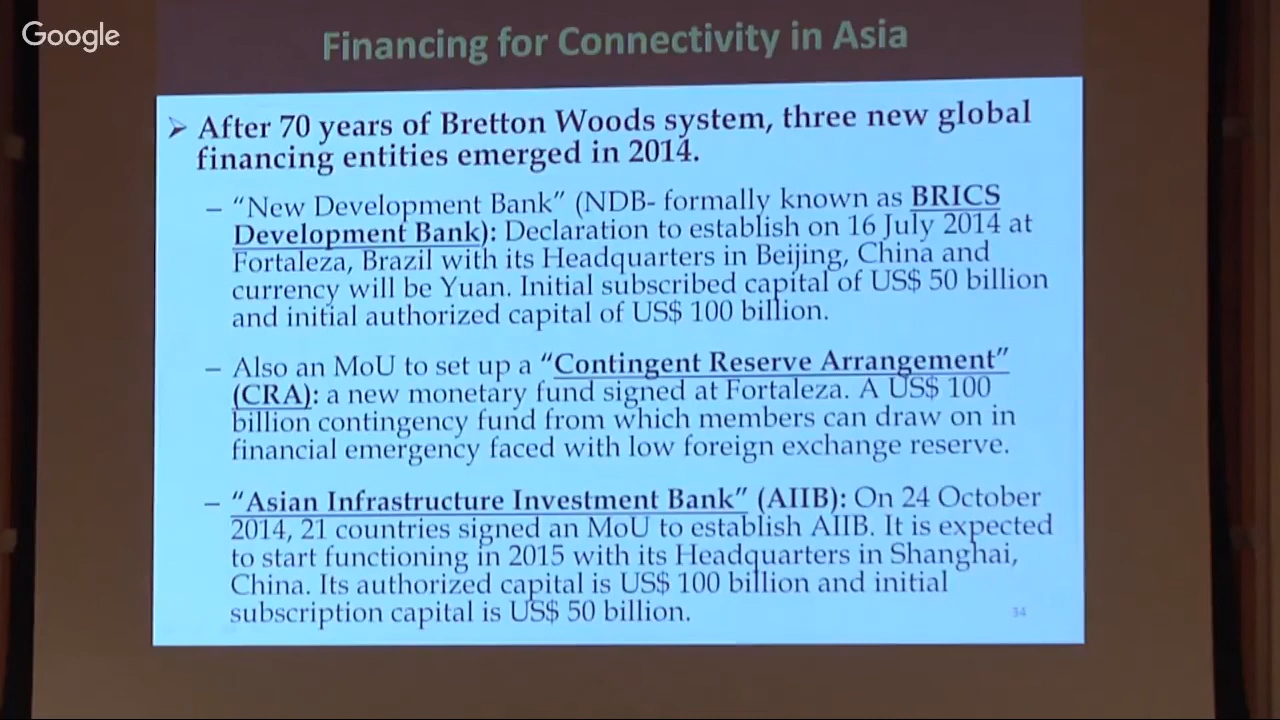 Google
Financing for Connectivity in Asia
➢ After 70 years of Bretton Woods system, three new global
financing entities emerged in 2014.
– “New Development Bank” (NDB- formally known as BRICS
Development Bank): Declaration to establish on 16 July 2014 at
Fortaleza, Brazil with its Headquarters in Beijing, China and
currency will be Yuan. Initial subscribed capital of US$ 50 billion
and initial authorized capital of US$ 100 billion.
– Also an MoU to set up a “Contingent Reserve Arrangement”
(CRA): a new monetary fund signed at Fortaleza. A US$ 100
billion contingency fund from which members can draw on in
financial emergency faced with low foreign exchange reserve.
– “Asian Infrastructure Investment Bank” (AIIB): On 24 October
2014, 21 countries signed an MoU to establish AIIB. It is expected
to start functioning in 2015 with its Headquarters in Shanghai,
China. Its authorized capital is US$ 100 billion and initial
subscription capital is US$ 50 billion.
34